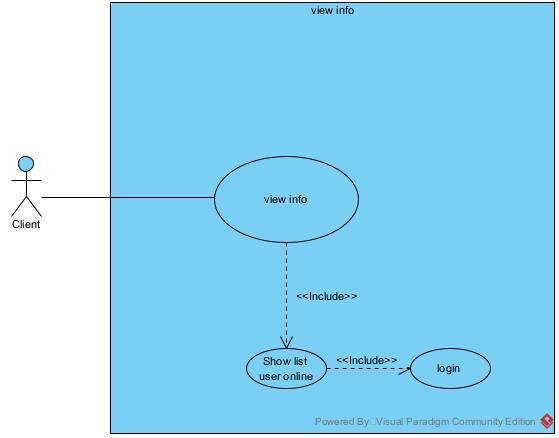 view info
view info
Client
<<Include>>
Show list
user online
<<Include>>
login
Powered By Visual Paradigm Community Edition